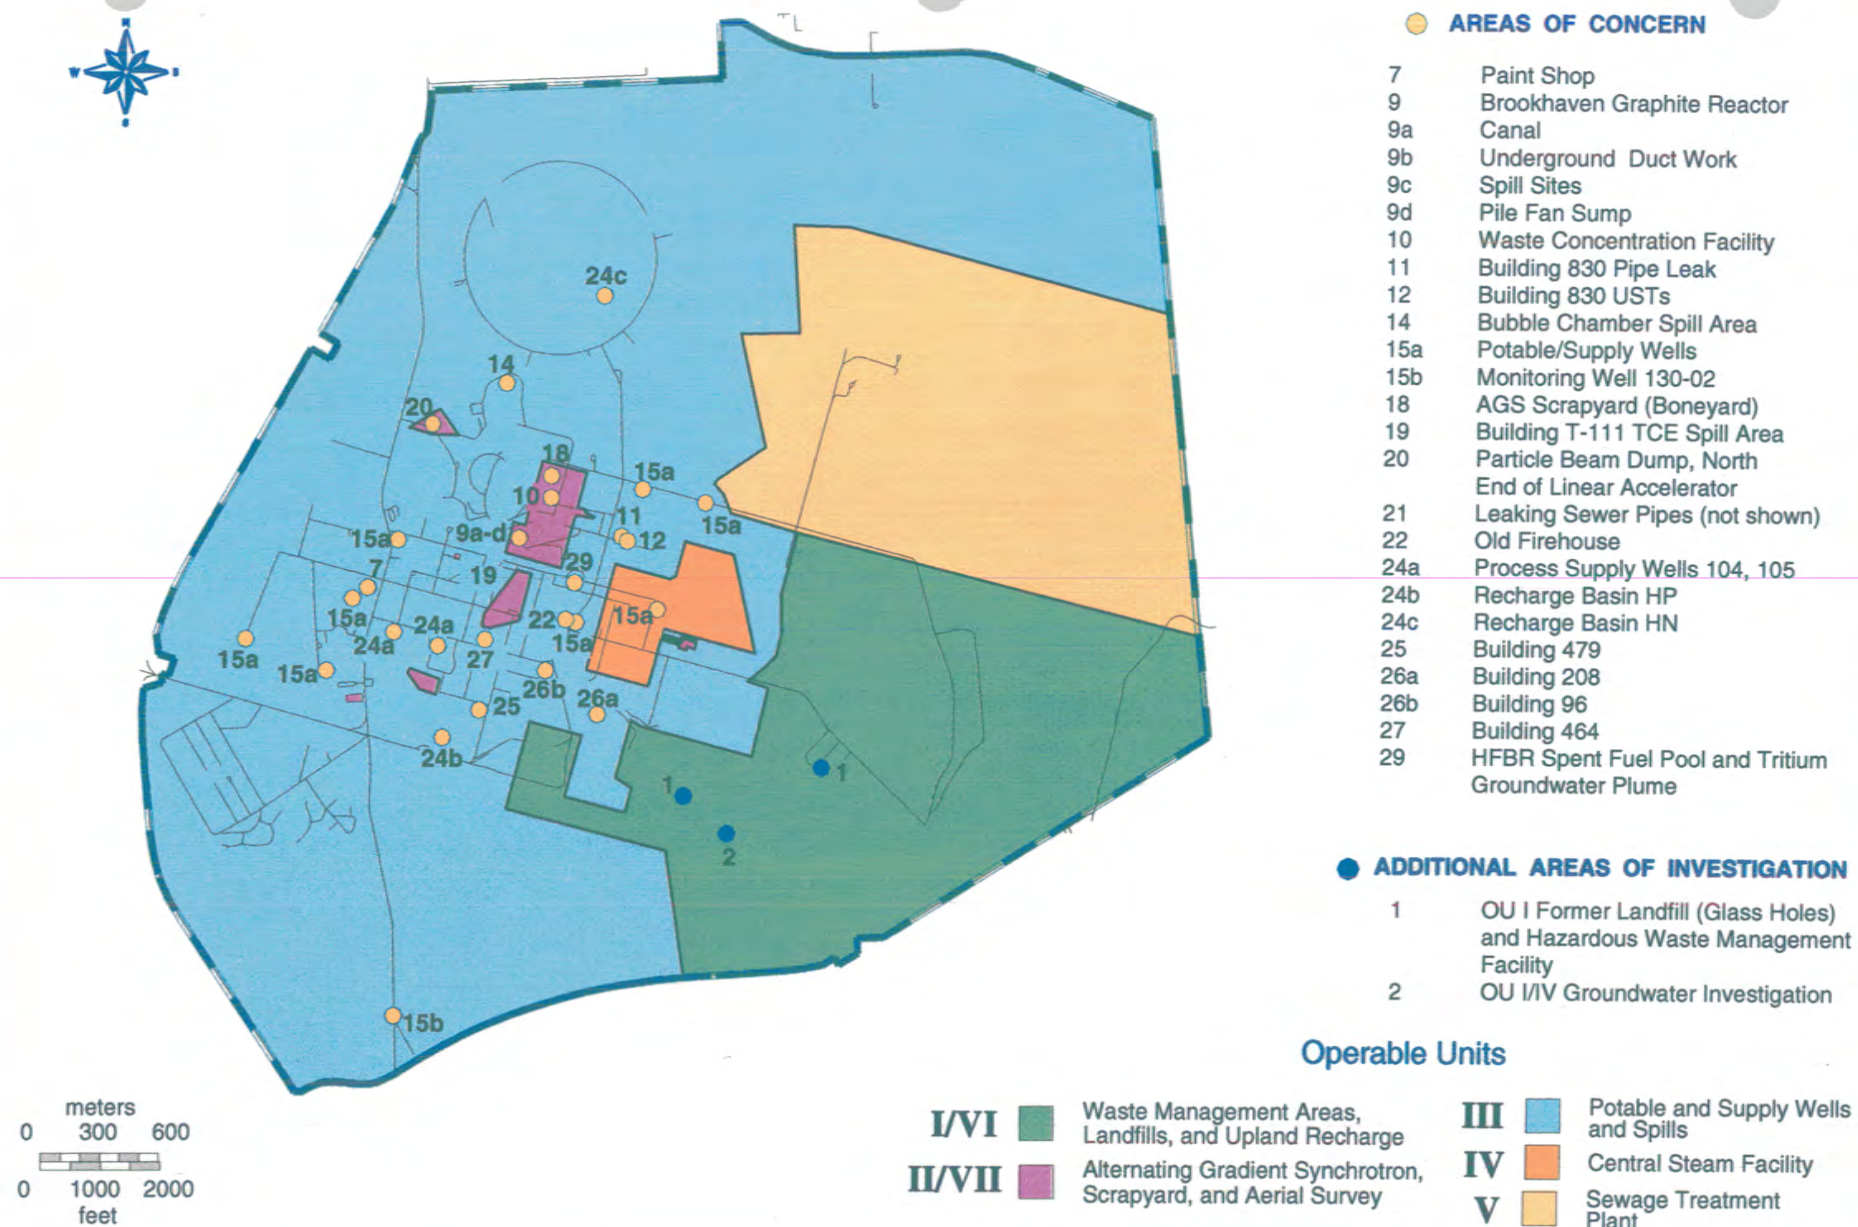 N
W
S
AREAS OF CONCERN
7 Paint Shop
9 Brookhaven Graphite Reactor
9a Canal
9b Underground Duct Work
9c Spill Sites
9d Pile Fan Sump
10 Waste Concentration Facility
11 Building 830 Pipe Leak
12 Building 830 USTs
14 Bubble Chamber Spill Area
15a Potable/Supply Wells
15b Monitoring Well 130-02
18 AGS Scrapyard (Boneyard)
19 Building T-111 TCE Spill Area
20 Particle Beam Dump, North
End of Linear Accelerator
21 Leaking Sewer Pipes (not shown)
22 Old Firehouse
24a Process Supply Wells 104, 105
24b Recharge Basin HP
24c Recharge Basin HN
25 Building 479
26a Building 208
26b Building 96
27 Building 464
29 HFBR Spent Fuel Pool and Tritium
Groundwater Plume
ADDITIONAL AREAS OF INVESTIGATION
1 OU I Former Landfill (Glass Holes)
and Hazardous Waste Management
Facility
2 OU I/IV Groundwater Investigation
24c
14
20
18
15a
10
15a
11
9a-d
12
15a
29
7
19
15a
15a
22
24a
24a
15a
27
15a
15a
26b
26a
25
24b
1
1
2
15b
meters
0 300 600
0 1000 2000
feet
Operable Units
I/VI Waste Management Areas,
Landfills, and Upland Recharge
II/VII Alternating Gradient Synchrotron,
Scrapyard, and Aerial Survey
III Potable and Supply Wells
and Spills
IV Central Steam Facility
V Sewage Treatment
Plant